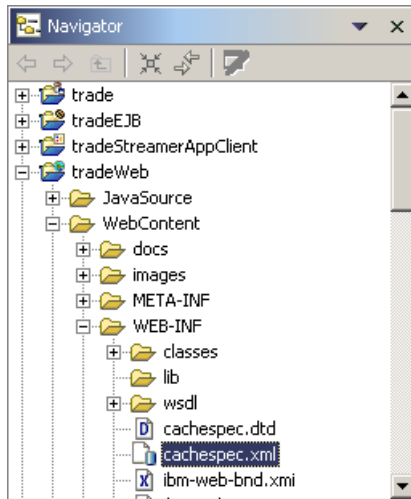 Navigator
trade
tradeEJB
tradeStreamerAppClient
tradeWeb
JavaSource
WebContent
docs
images
META-INF
WEB-INF
classes
lib
wsdl
cachespec.dtd
cachespec.xml
ibm-web-bnd.xmi